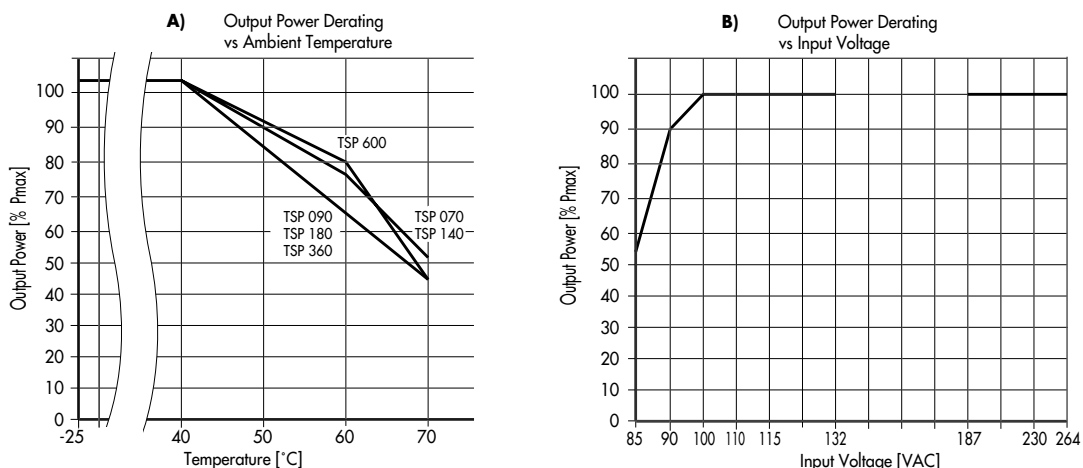 A) Output Power Derating
vs Ambient Temperature
Output Power [% Pmax]
100
90
80
70
60
50
40
30
20
10
0
-25 40 50 60 70
Temperature [˚C]
TSP 600
TSP 090
TSP 180
TSP 360
TSP 070
TSP 140
B) Output Power Derating
vs Input Voltage
Output Power [% Pmax]
100
90
80
70
60
50
40
30
20
10
0
85 90 100 110 115 132 187 230 264
Input Voltage [VAC]